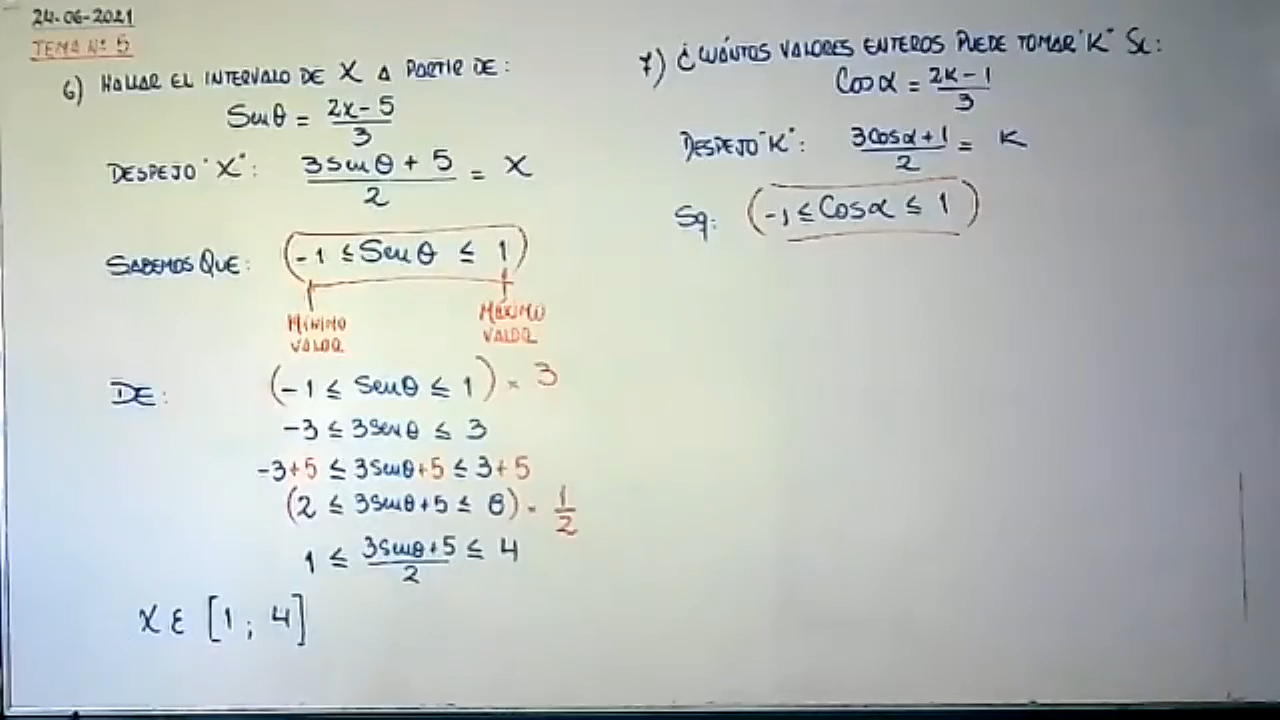 24-06-2021
TEMA Nº 5
6) HALLAR EL INTERVALO DE X A PARTIR DE:
Senθ = 2x-5/3
DESPEJO "X": 3senθ + 5/2 = X
SABEMOS QUE: (-1 ≤ Senθ ≤ 1)
MÍNIMO VALOR
MÁXIMO VALOR
DE: (-1 ≤ Senθ ≤ 1) × 3
-3 ≤ 3senθ ≤ 3
-3+5 ≤ 3senθ+5 ≤ 3+5
(2 ≤ 3senθ+5 ≤ 8) · 1/2
1 ≤ 3senθ+5/2 ≤ 4
X ε [1; 4]
7) ¿CUÁNTOS VALORES ENTEROS PUEDE TOMAR "K" Si:
Cosα = 2K-1/3
DESPEJO "K": 3cosα+1/2 = K
Sq: (-1 ≤ Cosα ≤ 1)